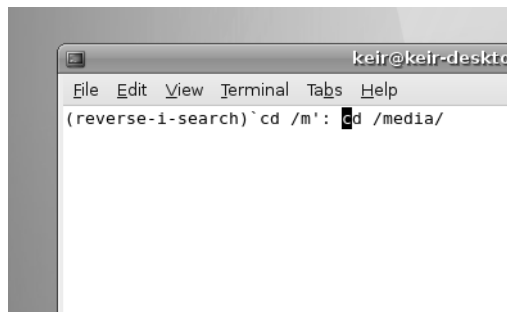 keir@keir-deskto
File Edit View Terminal Tabs Help
(reverse-i-search)`cd /m': cd /media/